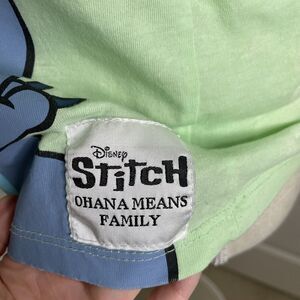 Disney
STITCH
OHANA MEANS
FAMILY